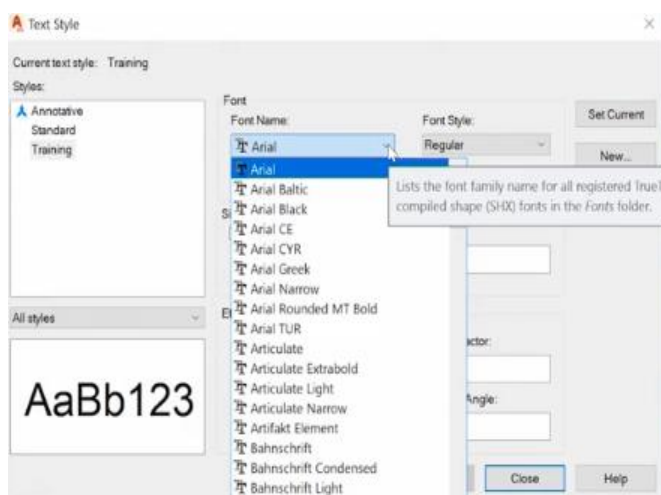 Text Style
Current text style: Training
Styles:
Annotative
Standard
Training
All styles
AaBb123
Font
Font Name:
Arial
Font Style:
Regular
Arial
Arial Baltic
Arial Black
Arial CE
Arial CYR
Arial Greek
Arial Narrow
Arial Rounded MT Bold
Arial TUR
Articulate
Articulate Extrabold
Articulate Light
Articulate Narrow
Artifakt Element
Bahnschrift
Bahnschrift Condensed
Bahnschrift Light
Lists the font family name for all registered True
compiled shape (SHX) fonts in the Fonts folder.
Angle:
Set Current
New...
Close
Help